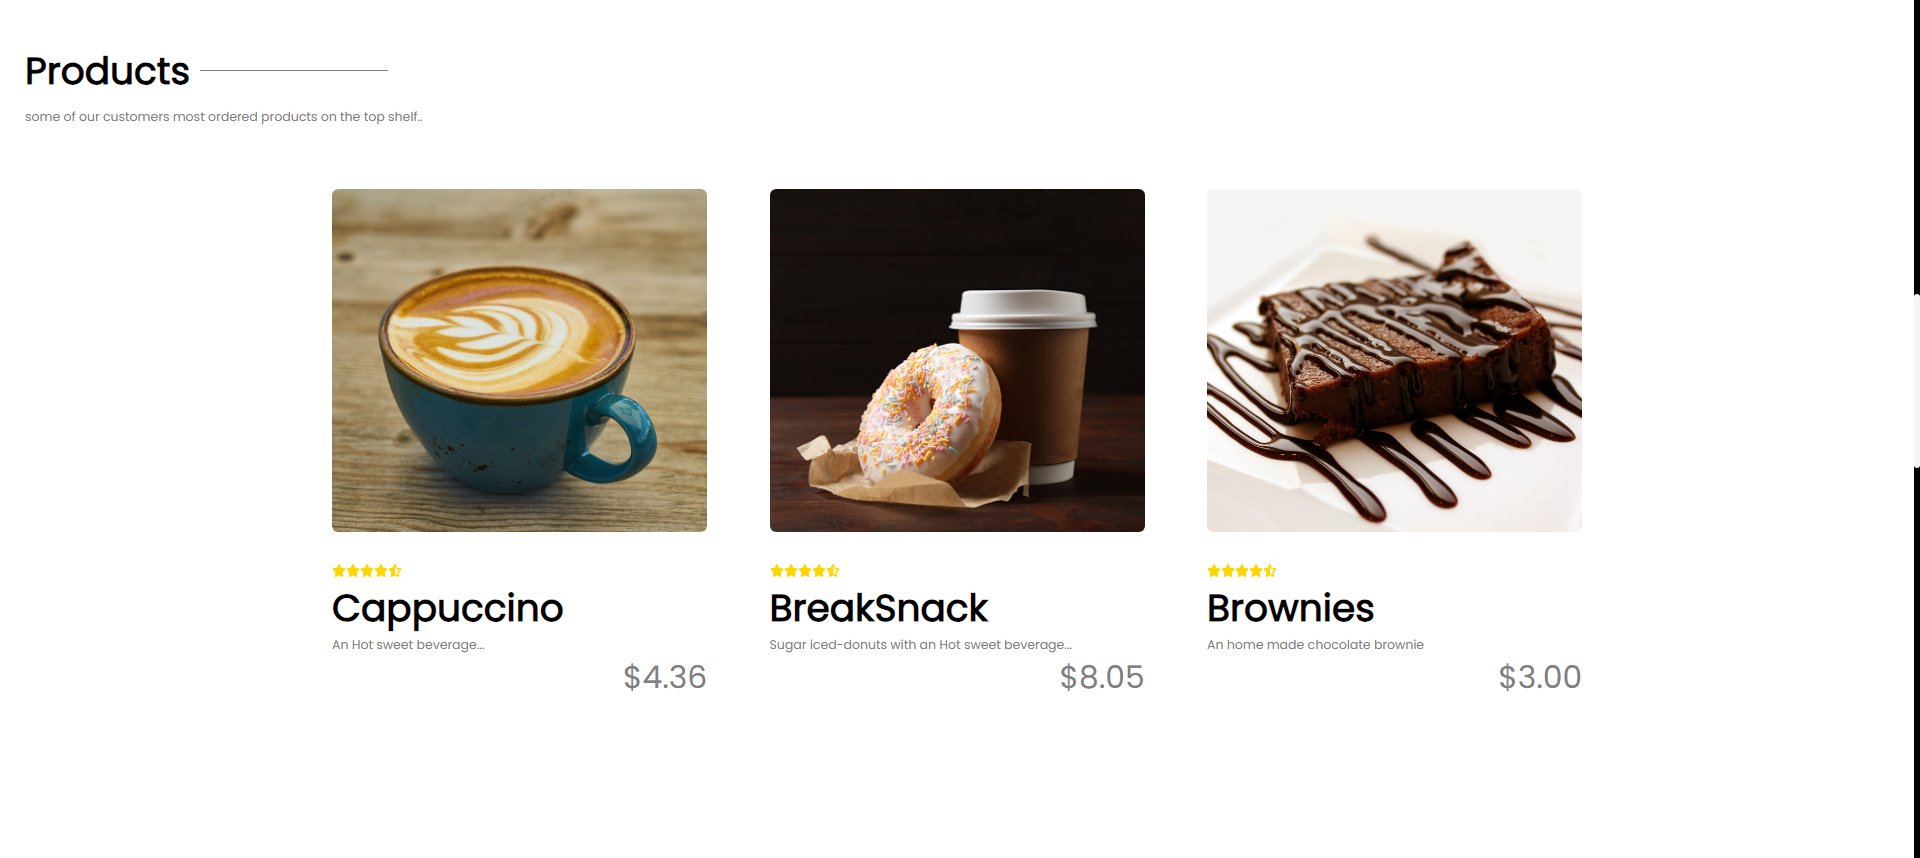 Products
some of our customers most ordered products on the top shelf..
Cappuccino
An Hot sweet beverage...
$4.36
BreakSnack
Sugar iced-donuts with an Hot sweet beverage...
$8.05
Brownies
An home made chocolate brownie
$3.00